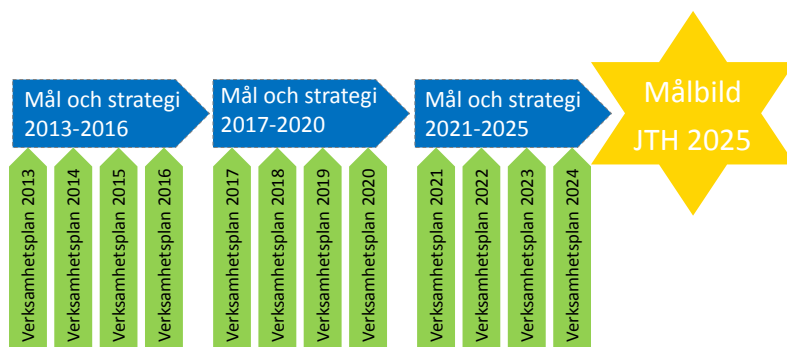 Mål och strategi
2013-2016
Mål och strategi
2017-2020
Mål och strategi
2021-2025
Målbild
JTH 2025
Verksamhetsplan 2013
Verksamhetsplan 2014
Verksamhetsplan 2015
Verksamhetsplan 2016
Verksamhetsplan 2017
Verksamhetsplan 2018
Verksamhetsplan 2019
Verksamhetsplan 2020
Verksamhetsplan 2021
Verksamhetsplan 2022
Verksamhetsplan 2023
Verksamhetsplan 2024